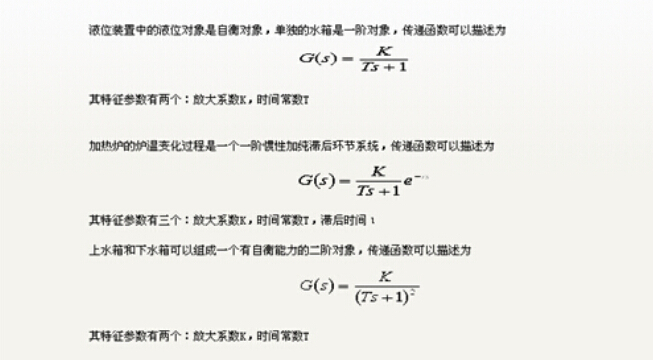 液位装置中的液位对象是自衡对象，单独的水箱是一阶对象，传递函数可以描述为
G(s) = K / (Ts + 1)
其特征参数有两个：放大系数K，时间常数T
加热炉的炉温变化过程是一个一阶惯性加纯滞后环节系统，传递函数可以描述为
G(s) = K / (Ts + 1) e^-
其特征参数有三个：放大系数K，时间常数T，滞后时间
上水箱和下水箱可以组成一个有自衡能力的二阶对象，传递函数可以描述为
G(s) = K / (Ts + 1)^2
其特征参数有两个：放大系数K，时间常数T